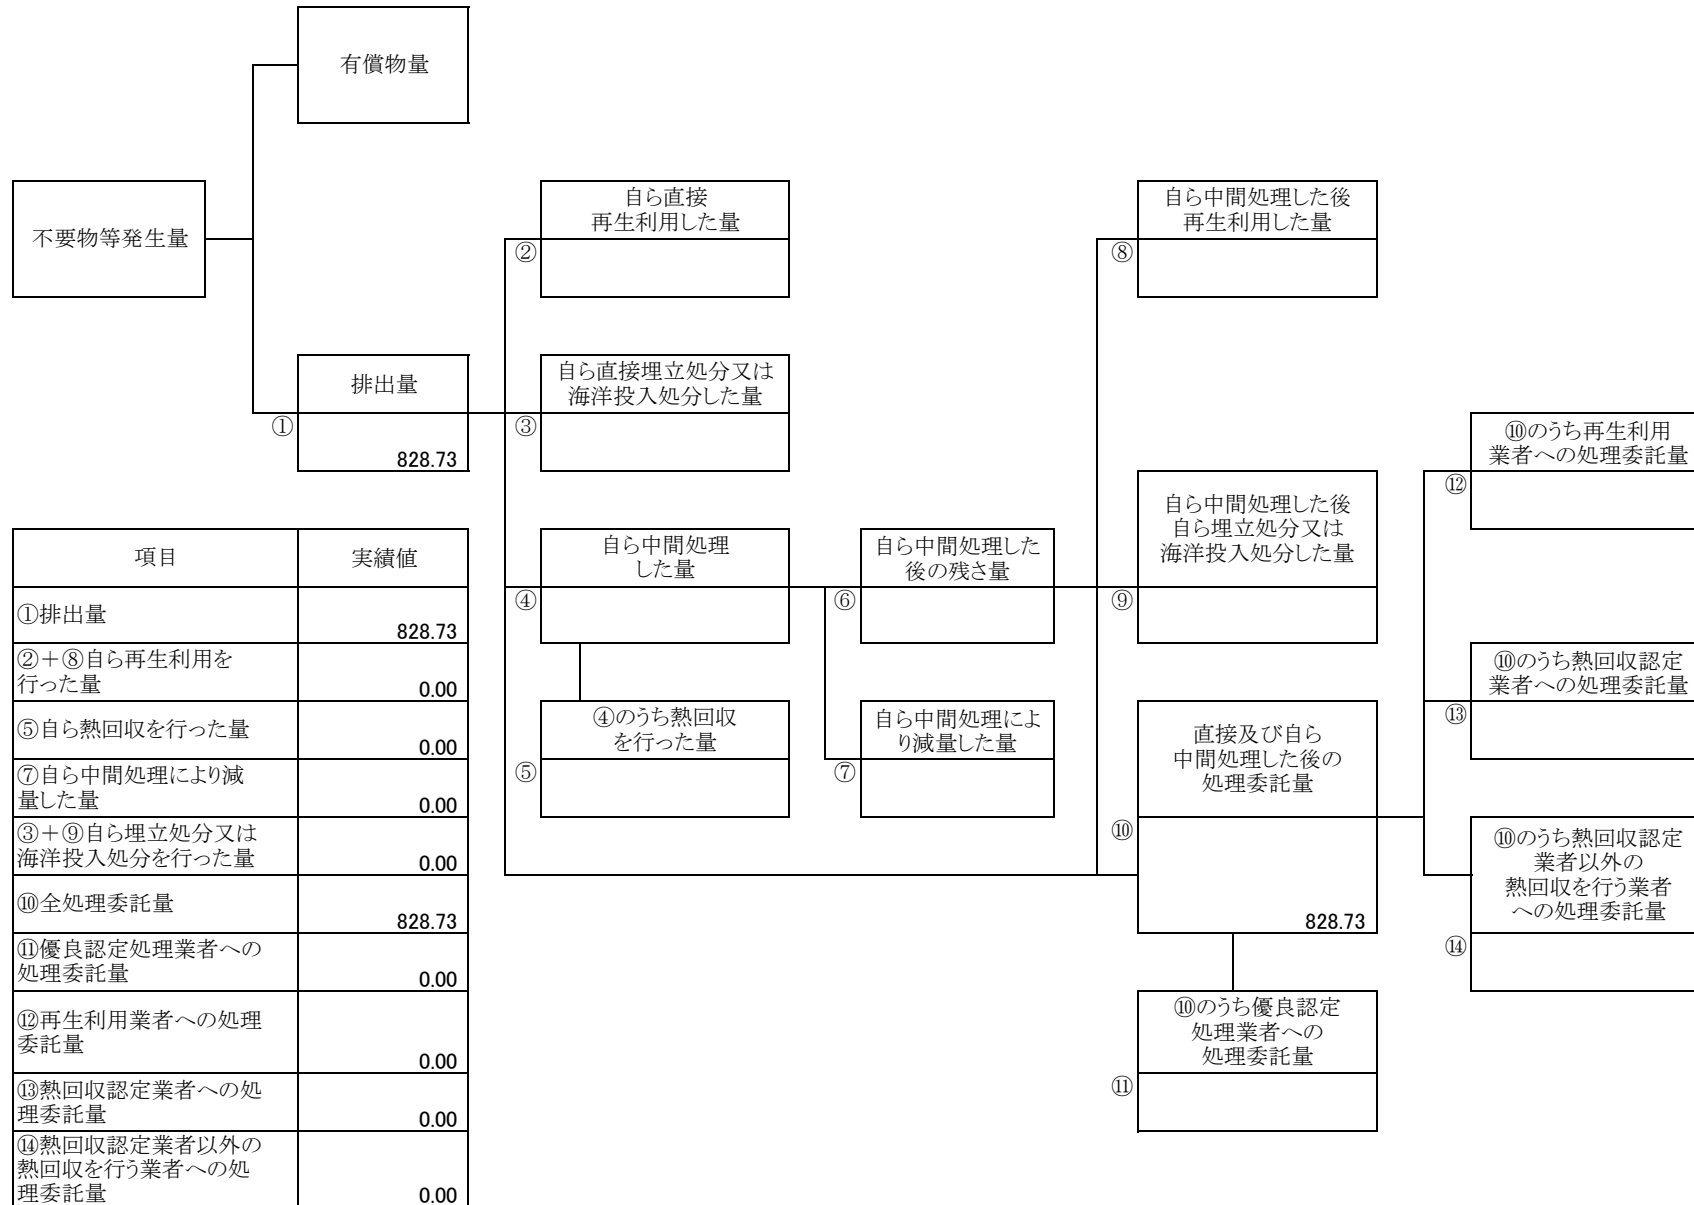 有償物量
不要物等発生量
排出量
①
828.73
自ら直接
再生利用した量
②
自ら直接埋立処分又は
海洋投入処分した量
③
自ら中間処理
した量
④
④のうち熱回収
を行った量
⑤
自ら中間処理した
後の残さ量
⑥
自ら中間処理によ
り減量した量
⑦
自ら中間処理した後
再生利用した量
⑧
自ら中間処理した後
自ら埋立処分又は
海洋投入処分した量
⑨
直接及び自ら
中間処理した後の
処理委託量
⑩
828.73
⑩のうち優良認定
処理業者への
処理委託量
⑪
⑩のうち再生利用
業者への処理委託量
⑫
⑩のうち熱回収認定
業者への処理委託量
⑬
⑩のうち熱回収認定
業者以外の
熱回収を行う業者
への処理委託量
⑭
項目 実績値
①排出量
828.73
②＋⑧自ら再生利用を
行った量
0.00
⑤自ら熱回収を行った量
0.00
⑦自ら中間処理により減
量した量
0.00
③＋⑨自ら埋立処分又は
海洋投入処分を行った量
0.00
⑩全処理委託量
828.73
⑪優良認定処理業者への
処理委託量
0.00
⑫再生利用業者への処理
委託量
0.00
⑬熱回収認定業者への処
理委託量
0.00
⑭熱回収認定業者以外の
熱回収を行う業者への処
理委託量
0.00